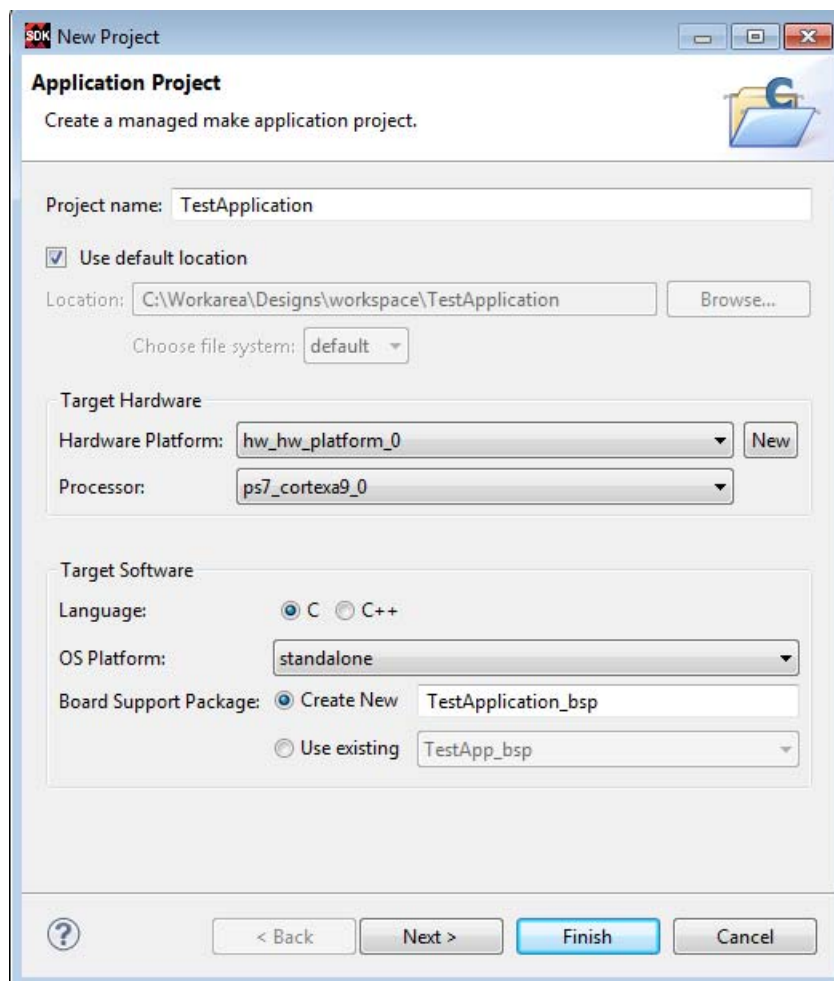 SDK New Project
Application Project
Create a managed make application project.
C
Project name: TestApplication
Use default location
Location: C:\Workarea\Designs\workspace\TestApplication Browse...
Choose file system: default
Target Hardware
Hardware Platform: hw_hw_platform_0 New
Processor: ps7_cortexa9_0
Target Software
Language: C C++
OS Platform: standalone
Board Support Package: Create New TestApplication_bsp
Use existing TestApp_bsp
? < Back Next > Finish Cancel